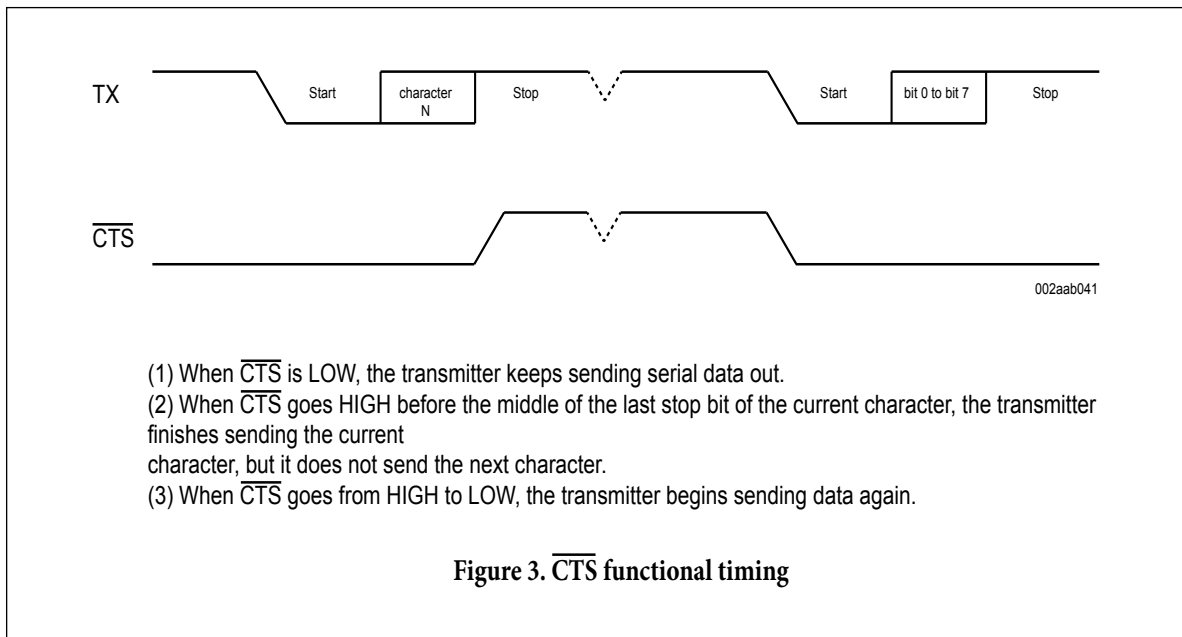 TX
Start
character
N
Stop
Start
bit 0 to bit 7
Stop
CTS
002aab041
(1) When CTS is LOW, the transmitter keeps sending serial data out.
(2) When CTS goes HIGH before the middle of the last stop bit of the current character, the transmitter
finishes sending the current
character, but it does not send the next character.
(3) When CTS goes from HIGH to LOW, the transmitter begins sending data again.
Figure 3. CTS functional timing